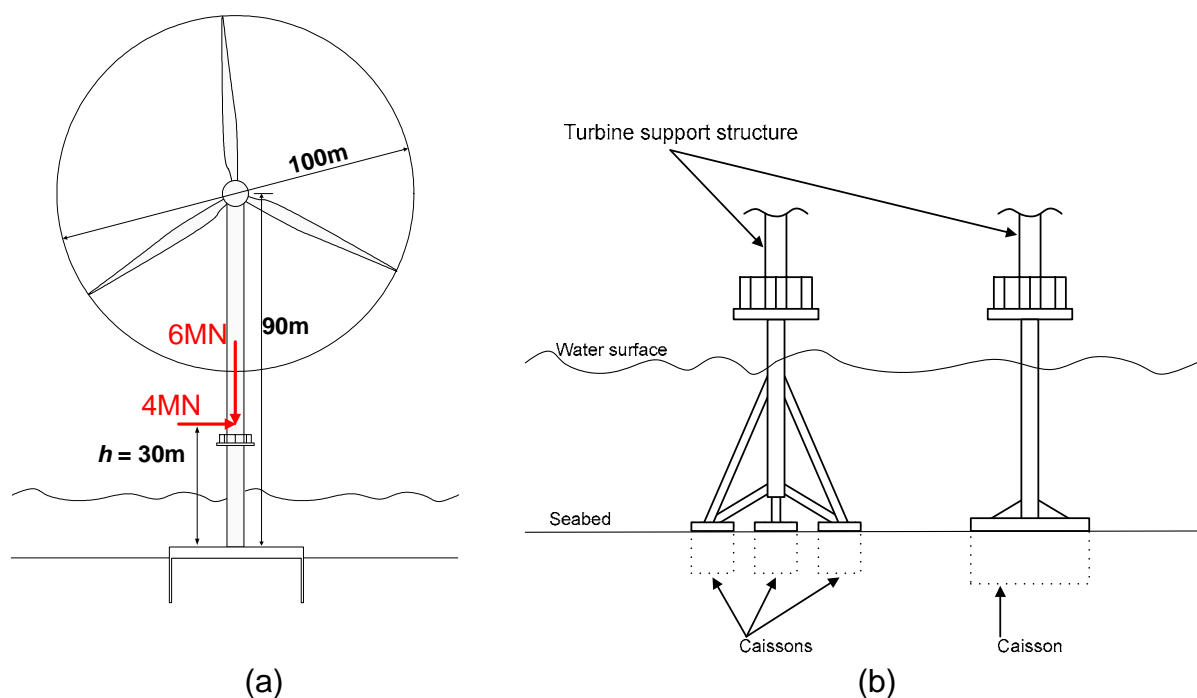 100m
90m
6MN
4MN
h = 30m
(a)
Turbine support structure
Water surface
Seabed
Caissons
Caisson
(b)